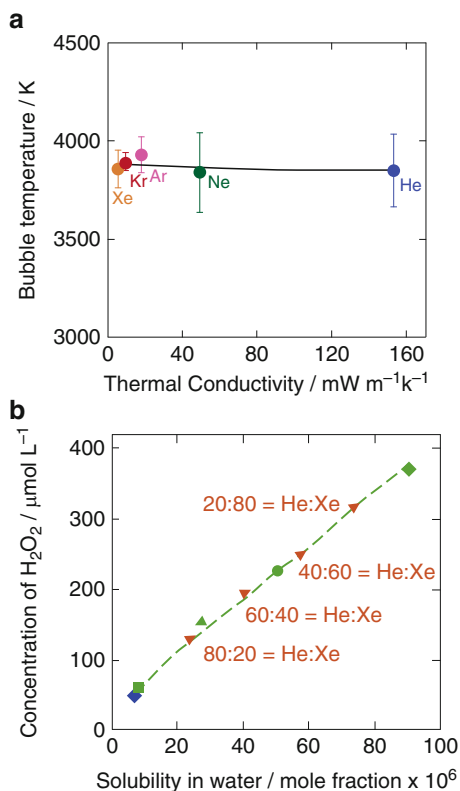 a
Bubble temperature / K
4500
4000
3500
3000
Xe
Kr
Ar
Ne
He
0
40
80
120
160
Thermal Conductivity / mW m⁻¹k⁻¹
b
Concentration of H₂O₂ / μmol L⁻¹
400
300
200
100
0
20:80 = He:Xe
40:60 = He:Xe
60:40 = He:Xe
80:20 = He:Xe
0
20
40
60
80
100
Solubility in water / mole fraction x 10⁶